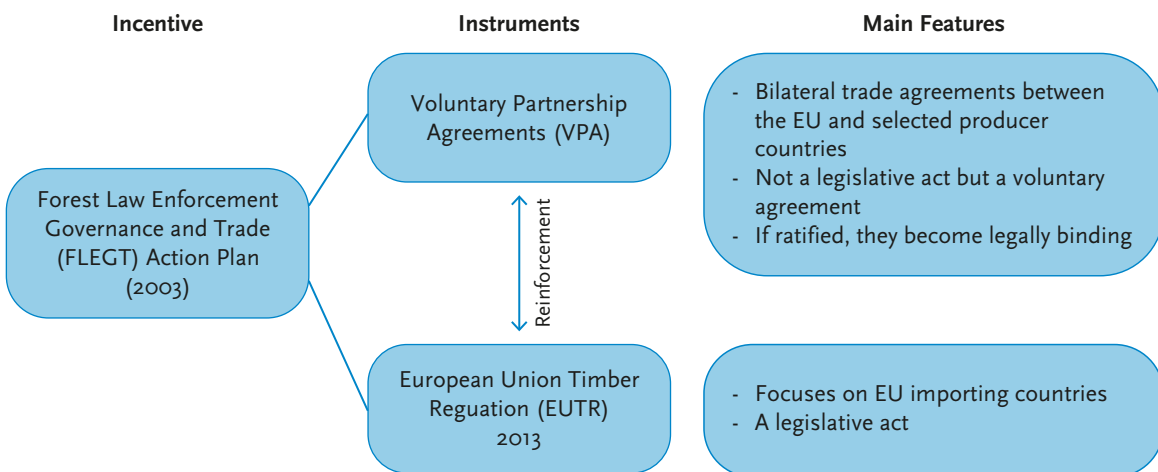 Incentive
Instruments
Main Features
Forest Law Enforcement
Governance and Trade
(FLEGT) Action Plan
(2003)
Voluntary Partnership
Agreements (VPA)
Reinforcement
European Union Timber
Reguation (EUTR)
2013
- Bilateral trade agreements between
the EU and selected producer
countries
- Not a legislative act but a voluntary
agreement
- If ratified, they become legally binding
- Focuses on EU importing countries
- A legislative act